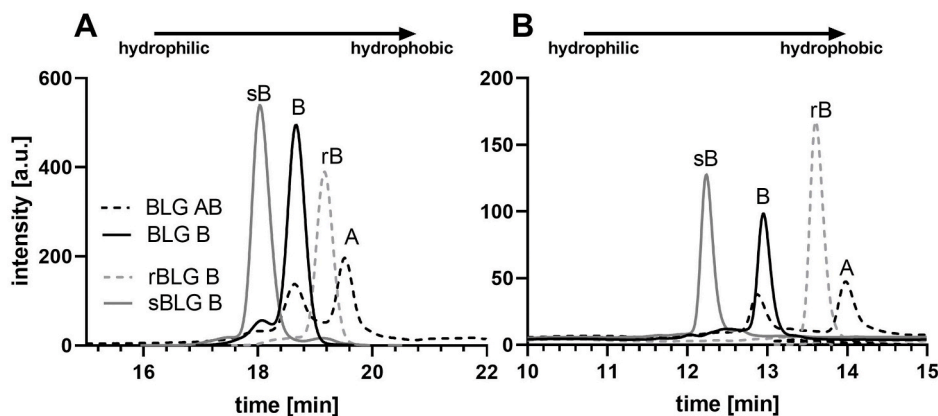 A
hydrophilic
hydrophobic
600
400
200
0
intensity [a.u.]
sB
B
rB
A
BLG AB
BLG B
rBLG B
sBLG B
16
18
20
22
time [min]
B
hydrophilic
hydrophobic
200
150
100
50
0
sB
B
rB
A
10
11
12
13
14
15
time [min]